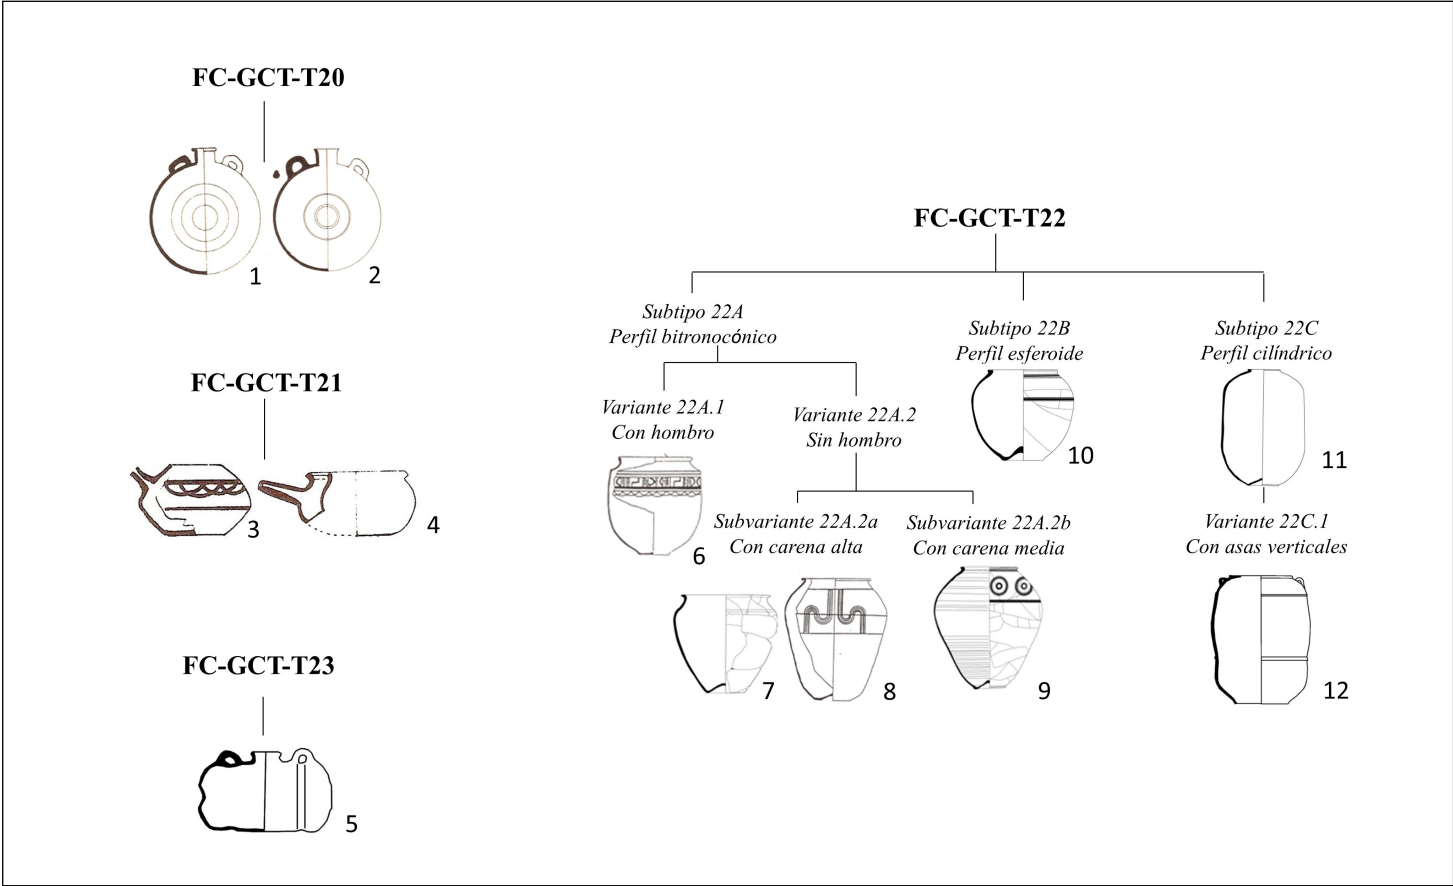 FC-GCT-T20
1
2
FC-GCT-T21
3
4
FC-GCT-T23
5
FC-GCT-T22
Subtipo 22A
Perfil bitronocónico
Variante 22A.1
Con hombro
6
Variante 22A.2
Sin hombro
Subvariante 22A.2a
Con carena alta
7
8
Subvariante 22A.2b
Con carena media
9
Subtipo 22B
Perfil esferoide
10
Subtipo 22C
Perfil cilíndrico
11
Variante 22C.1
Con asas verticales
12